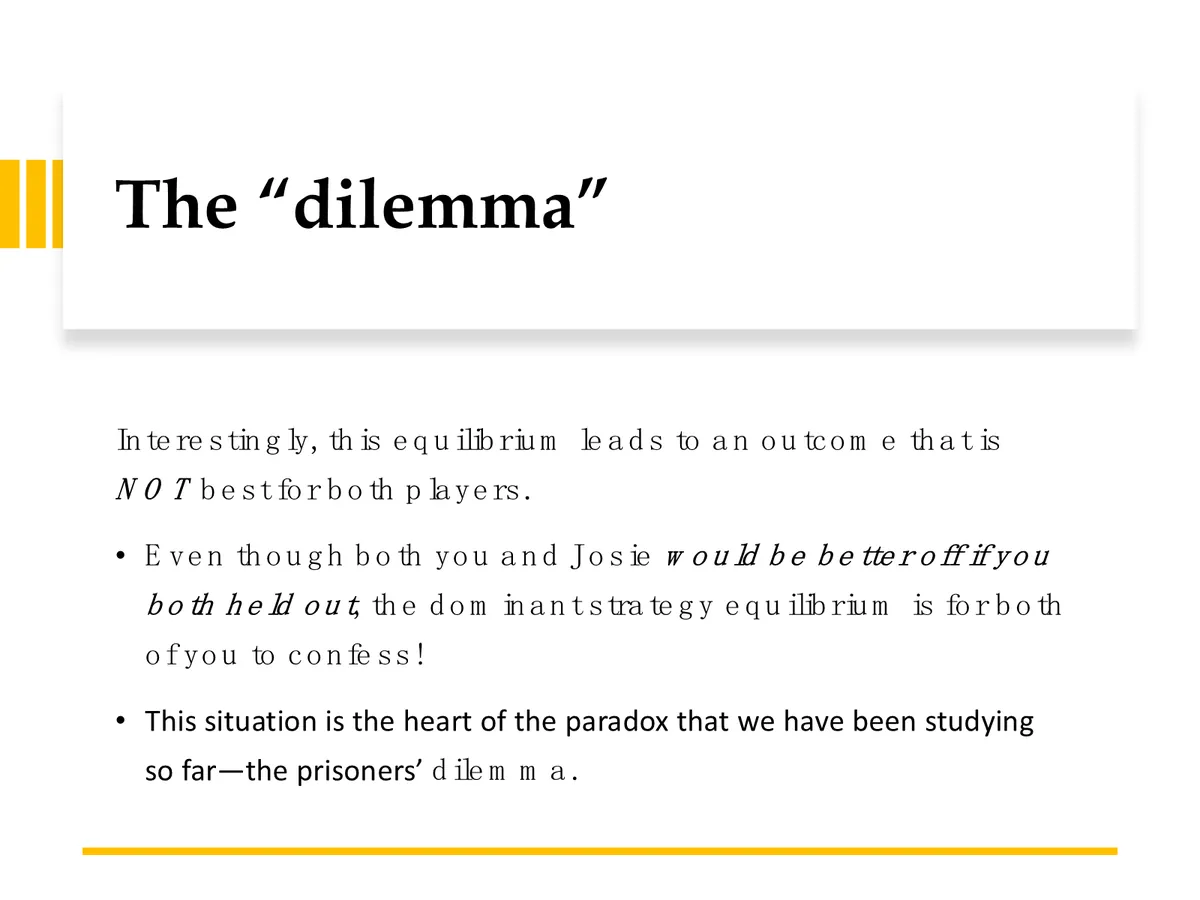 The “dilemma”
Interestingly, this equilibrium leads to an outcome that is
NOT best for both players.
• Even though both you and Josie would be better off if you
both held out, the dominant strategy equilibrium is for both
of you to confess!
• This situation is the heart of the paradox that we have been studying
so far—the prisoners’ dilemma.